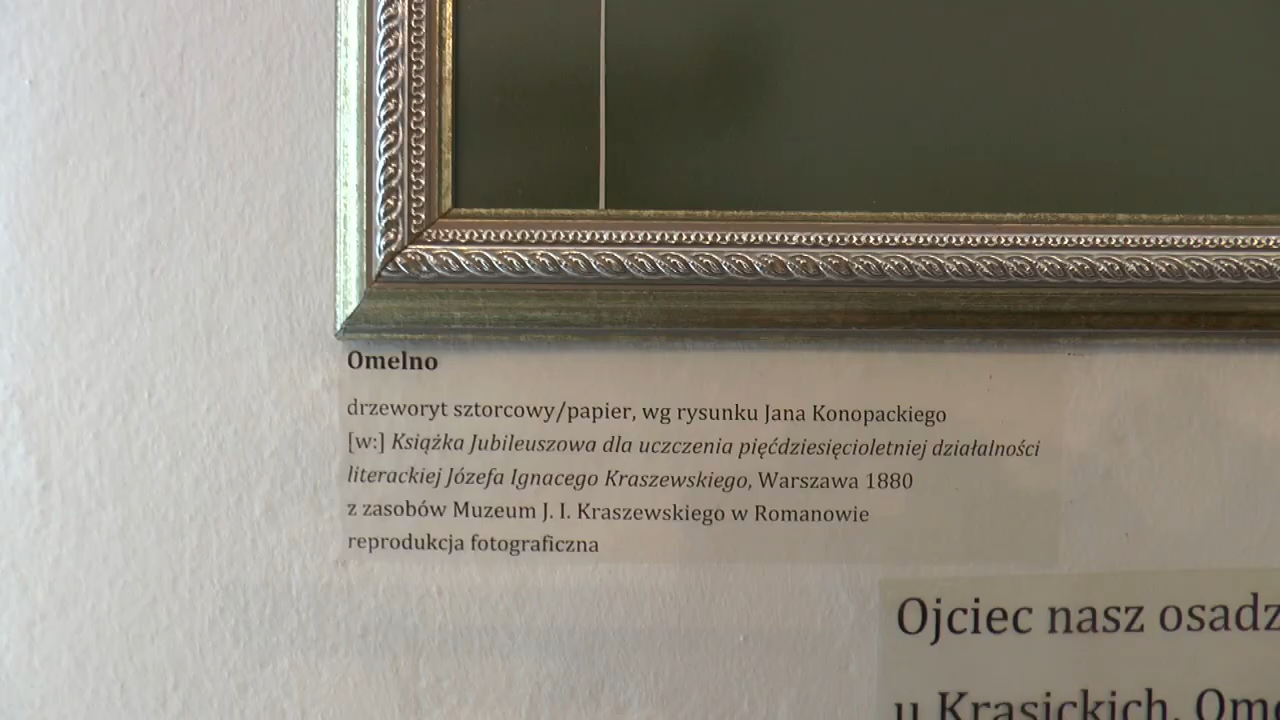 Omelno
drzeworyt sztorcowy/papier, wg rysunku Jana Konopackiego
[w:] Książka Jubileuszowa dla uczczenia pięćdziesięcioletniej działalności
literackiej Józefa Ignacego Kraszewskiego, Warszawa 1880
z zasobów Muzeum J. I. Kraszewskiego w Romanowie
reprodukcja fotograficzna
Ojciec nasz
u Krasickich,